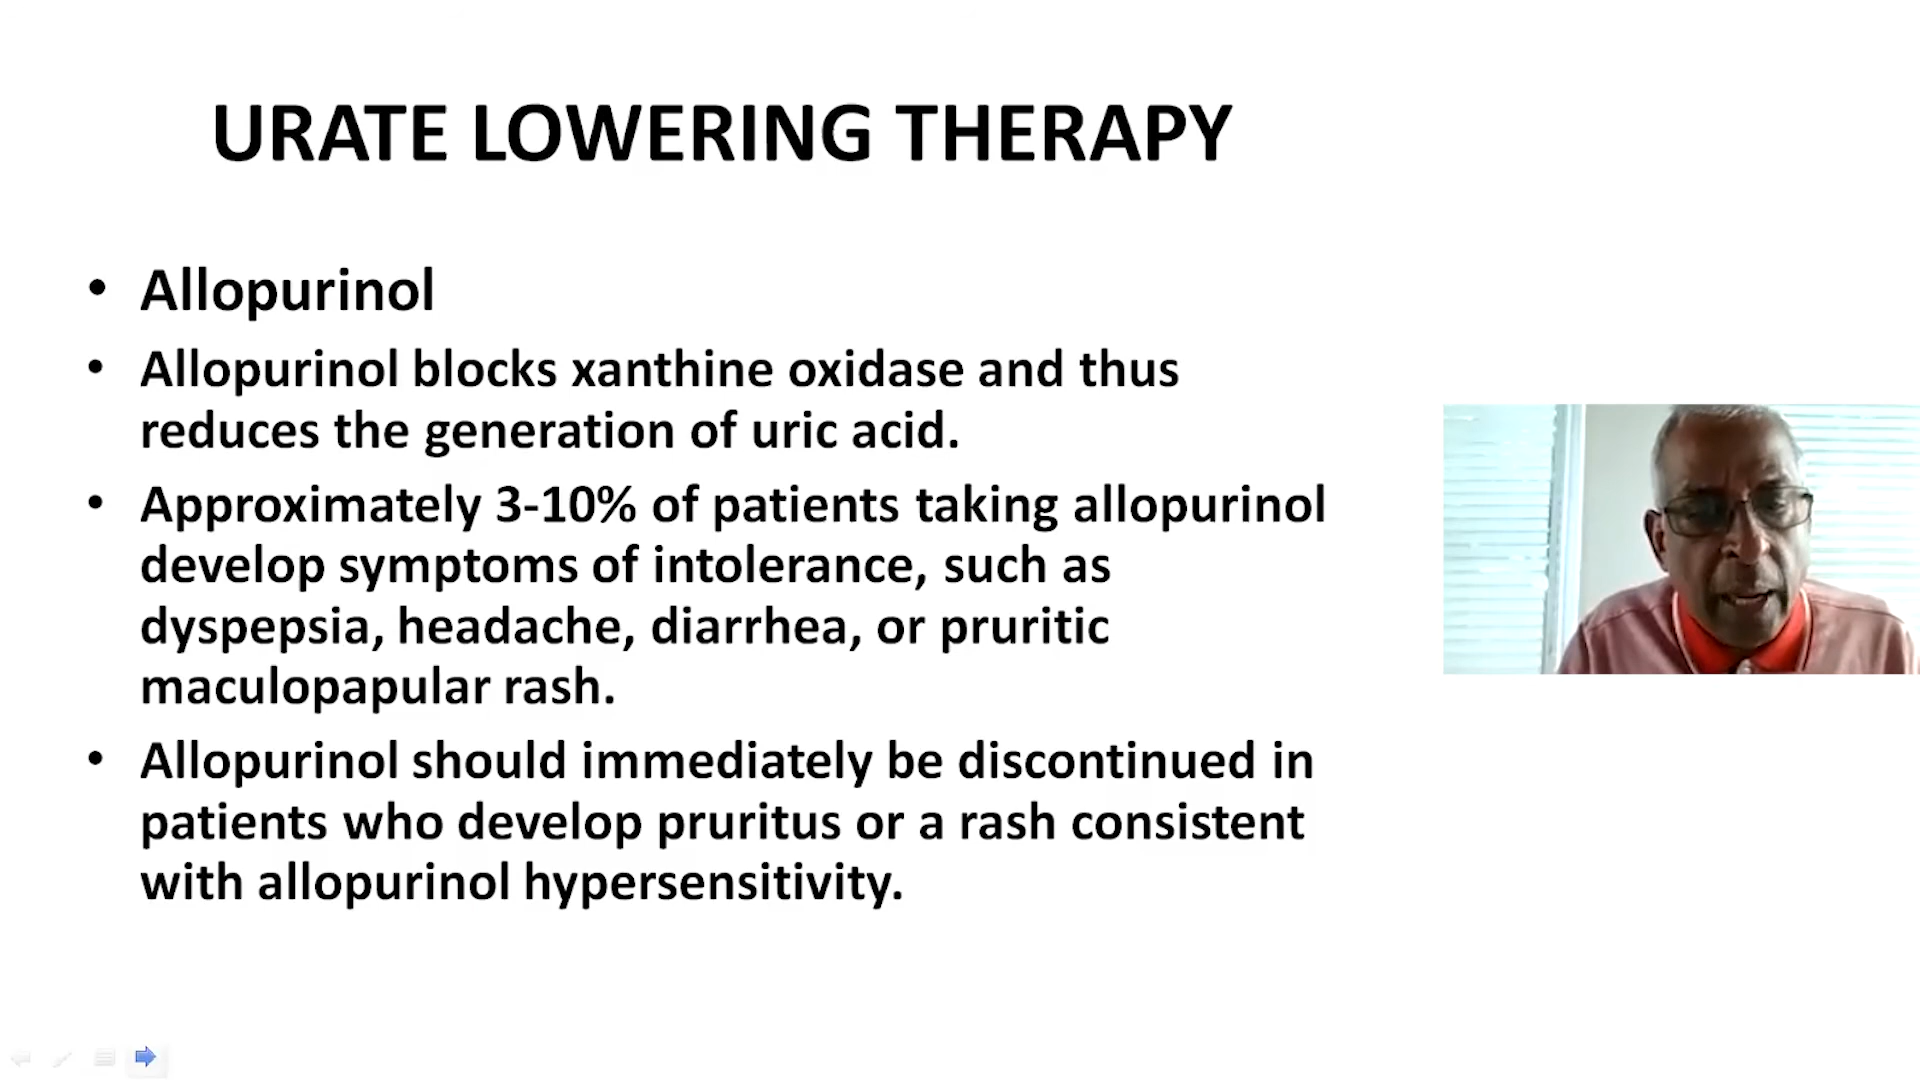 URATE LOWERING THERAPY
• Allopurinol
• Allopurinol blocks xanthine oxidase and thus
reduces the generation of uric acid.
• Approximately 3-10% of patients taking allopurinol
develop symptoms of intolerance, such as
dyspepsia, headache, diarrhea, or pruritic
maculopapular rash.
• Allopurinol should immediately be discontinued in
patients who develop pruritus or a rash consistent
with allopurinol hypersensitivity.